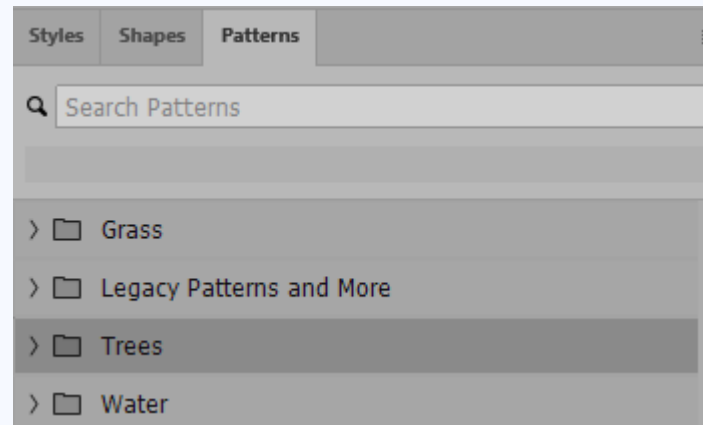 Styles Shapes Patterns
Search Patterns
Grass
Legacy Patterns and More
Trees
Water